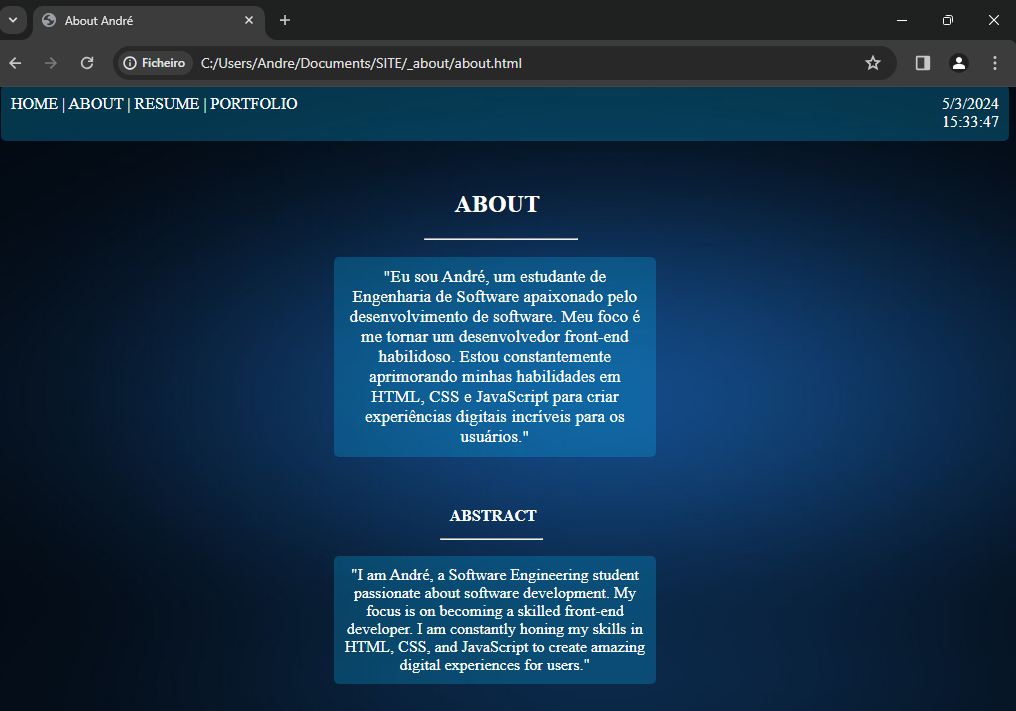 About André
Ficheiro C:/Users/Andre/Documents/SITE/_about/about.html
HOME | ABOUT | RESUME | PORTFOLIO
5/3/2024
15:33:47
ABOUT
"Eu sou André, um estudante de
Engenharia de Software apaixonado pelo
desenvolvimento de software. Meu foco é
me tornar um desenvolvedor front-end
habilidoso. Estou constantemente
aprimorando minhas habilidades em
HTML, CSS e JavaScript para criar
experiências digitais incríveis para os
usuários."
ABSTRACT
"I am André, a Software Engineering student
passionate about software development. My
focus is on becoming a skilled front-end
developer. I am constantly honing my skills in
HTML, CSS, and JavaScript to create amazing
digital experiences for users."